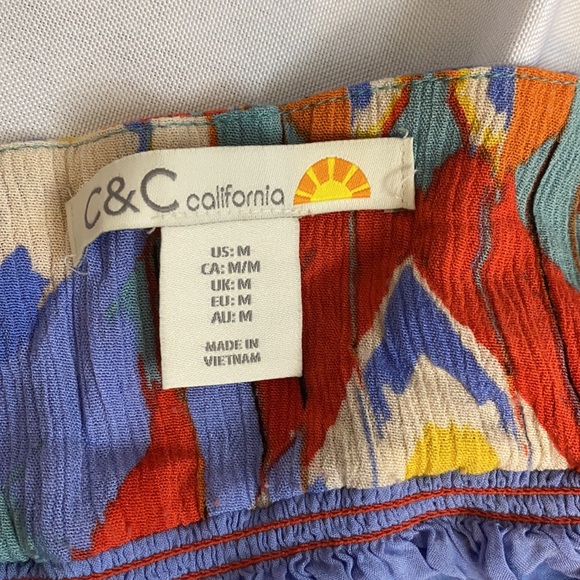 C&C california
US: M
CA: M/M
UK: M
EU: M
AU: M
MADE IN
VIETNAM